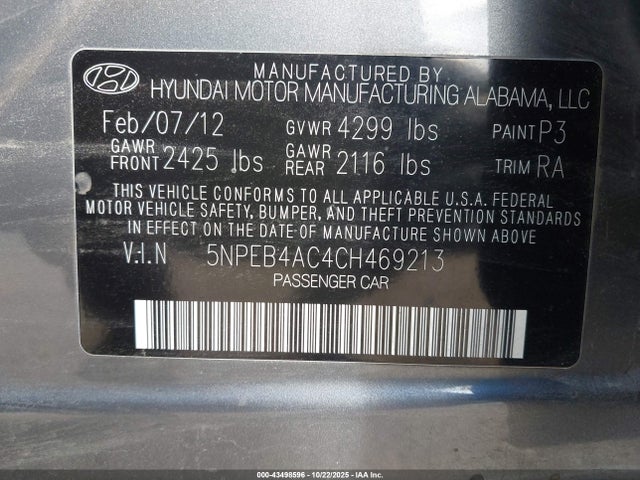 MANUFACTURED BY
HYUNDAI MOTOR MANUFACTURING ALABAMA, LLC
Feb/07/12 GVWR 4299 lbs PAINT P3
GAWR FRONT 2425 lbs GAWR REAR 2116 lbs TRIM RA
THIS VEHICLE CONFORMS TO ALL APPLICABLE U.S.A. FEDERAL
MOTOR VEHICLE SAFETY, BUMPER, AND THEFT PREVENTION STANDARDS
IN EFFECT ON THE DATE OF MANUFACTURE SHOWN ABOVE.
V.I.N 5NPEB4AC4CH469213
PASSENGER CAR
000-43498596 - 10/22/2025 - IAA Inc.